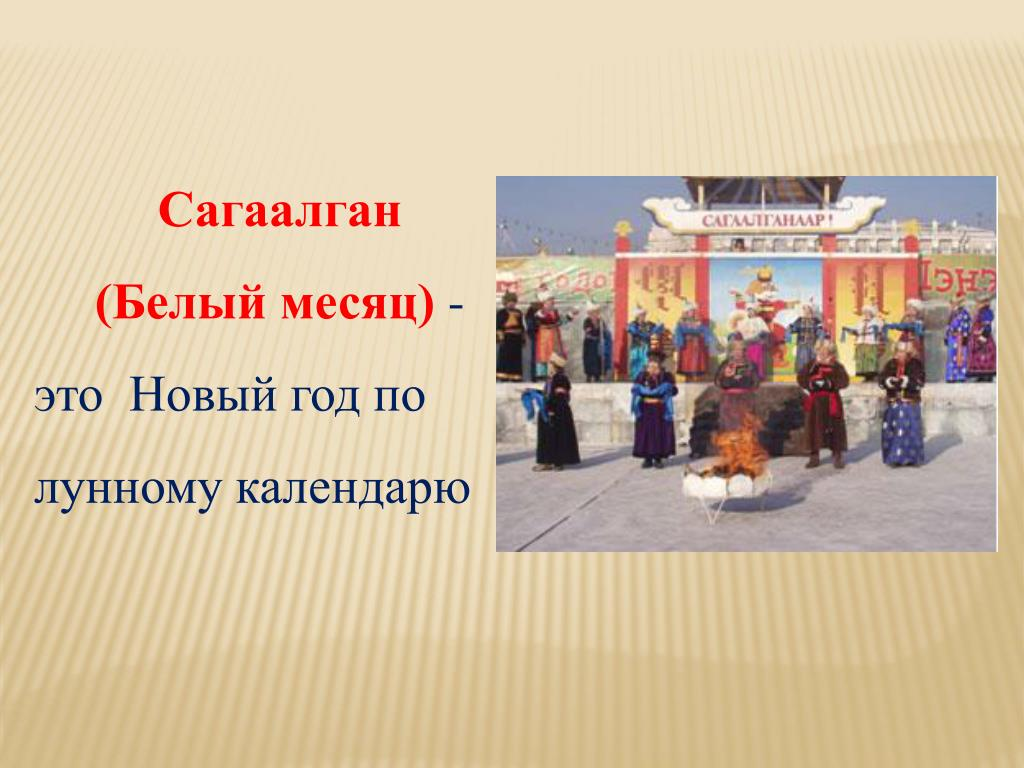 Сагаалган
(Белый месяц) -
это Новый год по
лунному календарю
САГААЛГАНААР!